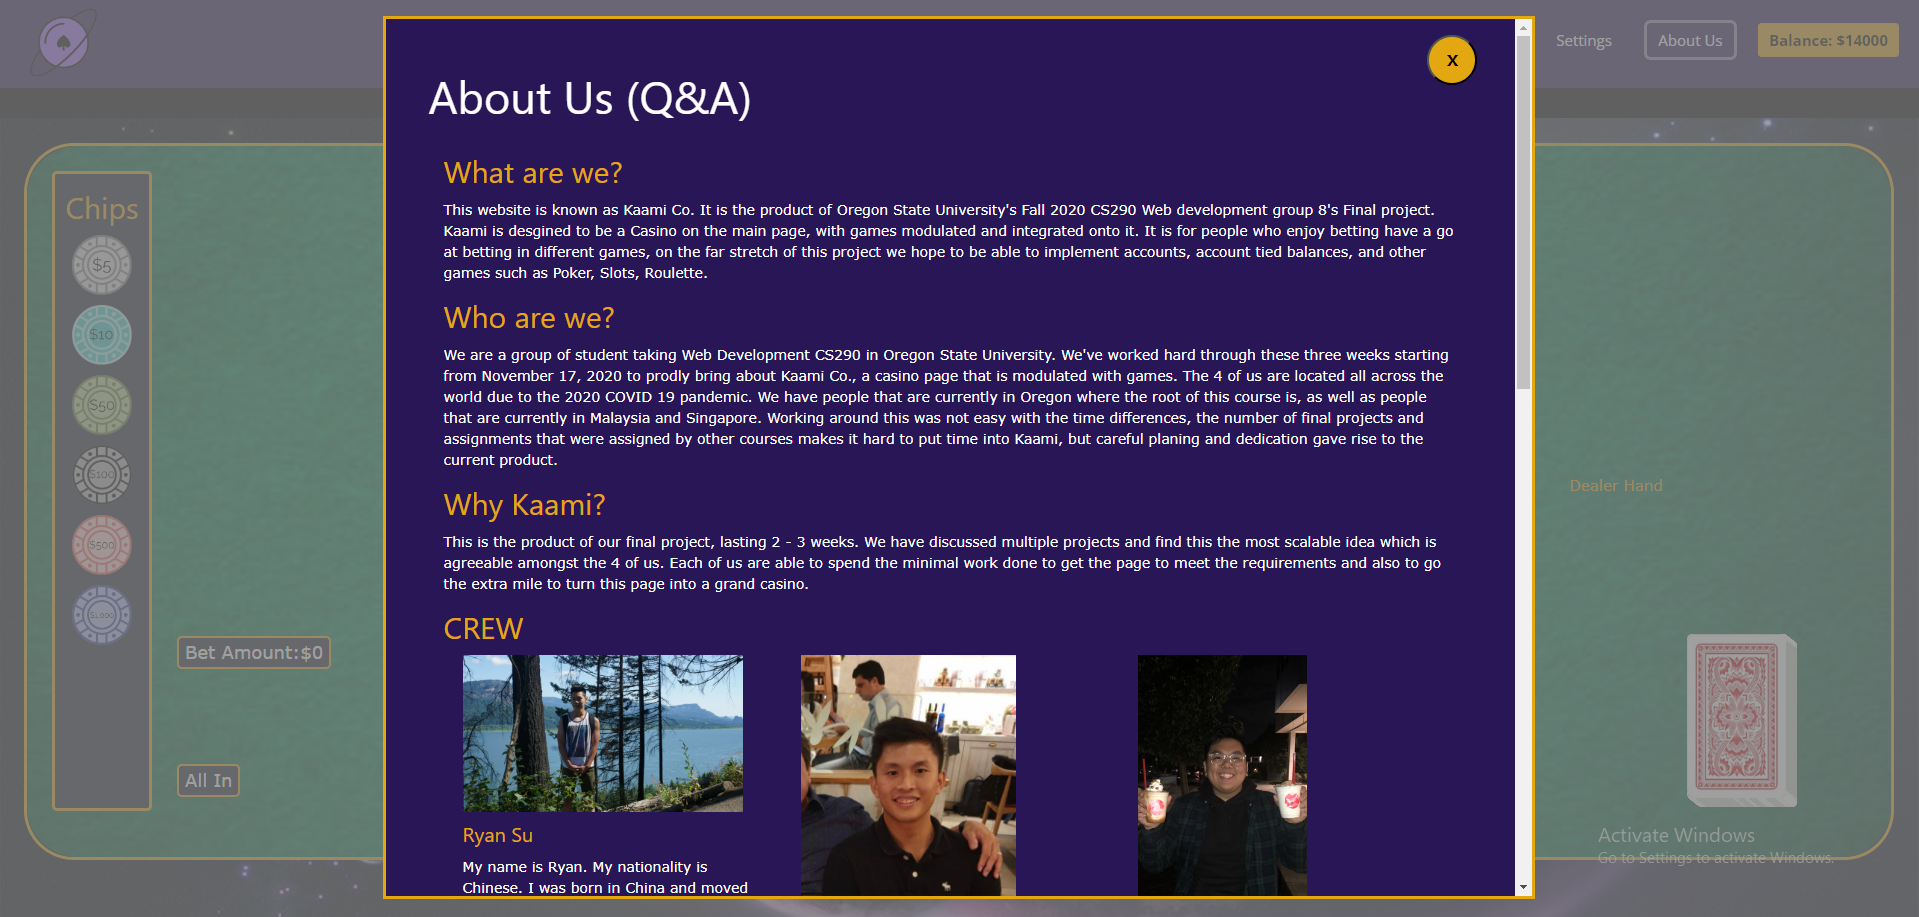 Settings
About Us
Balance: $14000
X
About Us (Q&A)
What are we?
This website is known as Kaami Co. It is the product of Oregon State University's Fall 2020 CS290 Web development group 8's Final project.
Kaami is desgined to be a Casino on the main page, with games modulated and integrated onto it. It is for people who enjoy betting have a go
at betting in different games, on the far stretch of this project we hope to be able to implement accounts, account tied balances, and other
games such as Poker, Slots, Roulette.
Who are we?
We are a group of student taking Web Development CS290 in Oregon State University. We've worked hard through these three weeks starting
from November 17, 2020 to prodly bring about Kaami Co., a casino page that is modulated with games. The 4 of us are located all across the
world due to the 2020 COVID 19 pandemic. We have people that are currently in Oregon where the root of this course is, as well as people
that are currently in Malaysia and Singapore. Working around this was not easy with the time differences, the number of final projects and
assignments that were assigned by other courses makes it hard to put time into Kaami, but careful planing and dedication gave rise to the
current product.
Why Kaami?
This is the product of our final project, lasting 2 - 3 weeks. We have discussed multiple projects and find this the most scalable idea which is
agreeable amongst the 4 of us. Each of us are able to spend the minimal work done to get the page to meet the requirements and also to go
the extra mile to turn this page into a grand casino.
CREW
Ryan Su
My name is Ryan. My nationality is
Chinese. I was born in China and moved
Chips
$5
$10
$50
$100
$500
$1,000
Bet Amount:$0
All In
Dealer Hand
Activate Windows
Go to Settings to activate Windows.